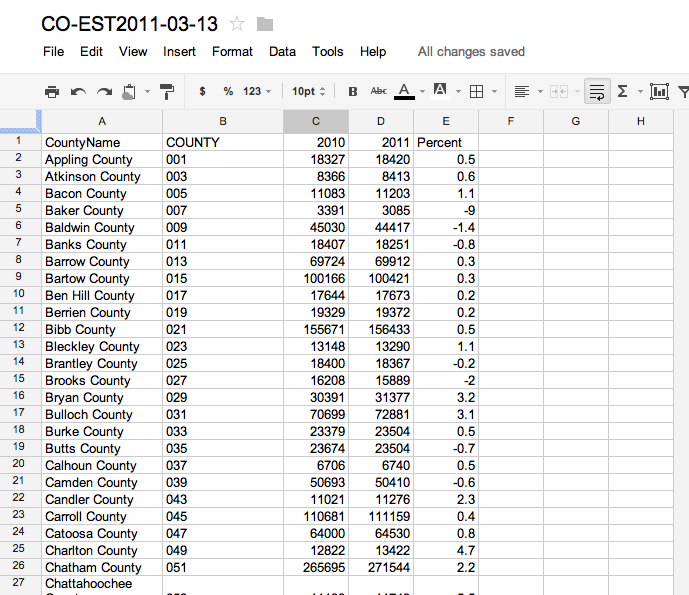 CO-EST2011-03-13
File Edit View Insert Format Data Tools Help All changes saved
$ % 123 10pt B Abc A A Σ
A B C D E F G H
1 CountyName COUNTY 2010 2011 Percent
2 Appling County 001 18327 18420 0.5
3 Atkinson County 003 8366 8413 0.6
4 Bacon County 005 11083 11203 1.1
5 Baker County 007 3391 3085 -9
6 Baldwin County 009 45030 44417 -1.4
7 Banks County 011 18407 18251 -0.8
8 Barrow County 013 69724 69912 0.3
9 Bartow County 015 100166 100421 0.3
10 Ben Hill County 017 17644 17673 0.2
11 Berrien County 019 19329 19372 0.2
12 Bibb County 021 155671 156433 0.5
13 Bleckley County 023 13148 13290 1.1
14 Brantley County 025 18400 18367 -0.2
15 Brooks County 027 16208 15889 -2
16 Bryan County 029 30391 31377 3.2
17 Bulloch County 031 70699 72881 3.1
18 Burke County 033 23379 23504 0.5
19 Butts County 035 23674 23504 -0.7
20 Calhoun County 037 6706 6740 0.5
21 Camden County 039 50693 50410 -0.6
22 Candler County 043 11021 11276 2.3
23 Carroll County 045 110681 111159 0.4
24 Catoosa County 047 64000 64530 0.8
25 Charlton County 049 12822 13422 4.7
26 Chatham County 051 265695 271544 2.2
27 Chattahoochee